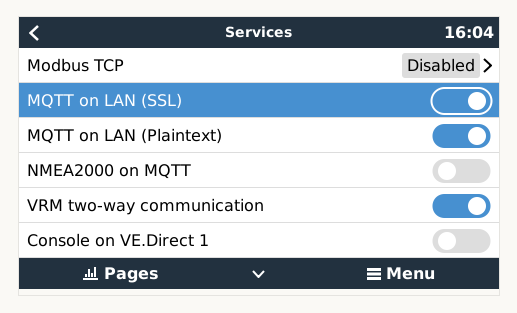 Services 16:04
Modbus TCP Disabled
MQTT on LAN (SSL)
MQTT on LAN (Plaintext)
NMEA2000 on MQTT
VRM two-way communication
Console on VE.Direct 1
Pages Menu